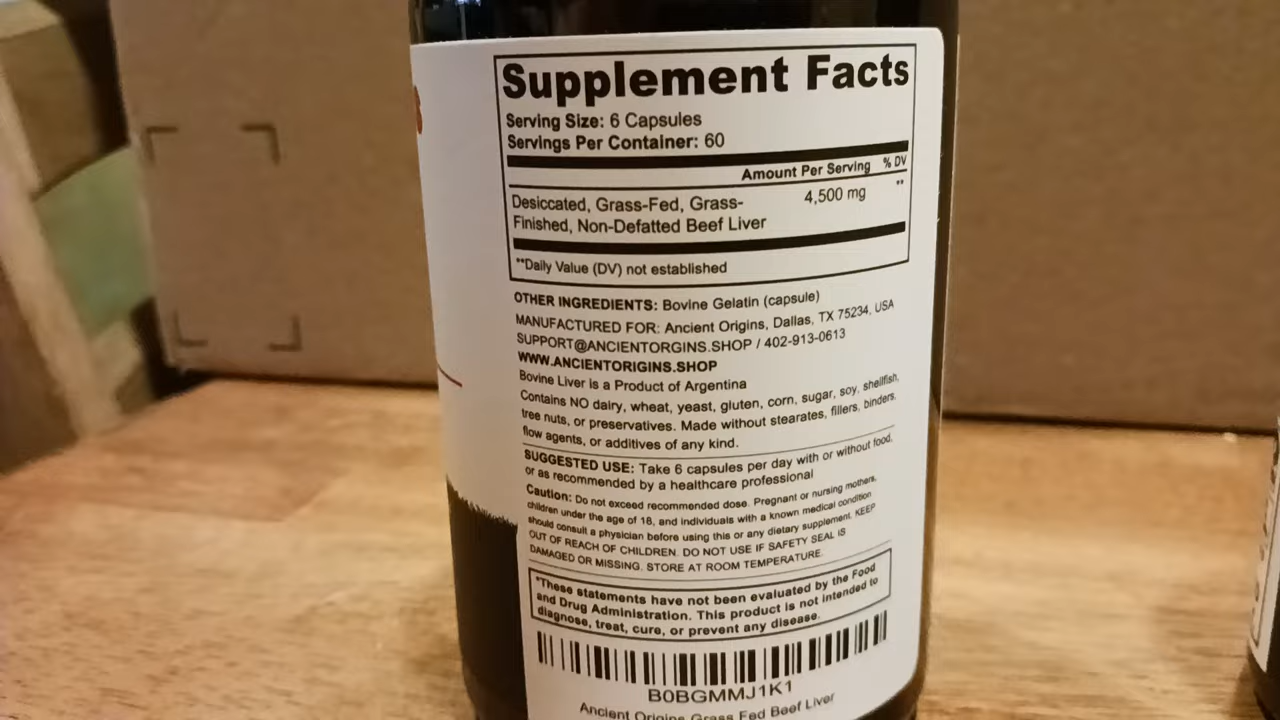 Supplement Facts
Serving Size: 6 Capsules
Servings Per Container: 60
Amount Per Serving % DV
Desiccated, Grass-Fed, Grass- 4,500 mg **
Finished, Non-Defatted Beef Liver
**Daily Value (DV) not established
OTHER INGREDIENTS: Bovine Gelatin (capsule)
MANUFACTURED FOR: Ancient Origins, Dallas, TX 75234, USA
SUPPORT@ANCIENTORGINS.SHOP / 402-913-0613
WWW.ANCIENTORIGINS.SHOP
Bovine Liver is a Product of Argentina
Contains NO dairy, wheat, yeast, gluten, corn, sugar, soy, shellfish,
tree nuts, or preservatives. Made without stearates, fillers, binders,
flow agents, or additives of any kind.
SUGGESTED USE: Take 6 capsules per day with or without food,
or as recommended by a healthcare professional
Caution: Do not exceed recommended dose. Pregnant or nursing mothers,
children under the age of 18, and individuals with a known medical condition
should consult a physician before using this or any dietary supplement. KEEP
OUT OF REACH OF CHILDREN. DO NOT USE IF SAFETY SEAL IS
DAMAGED OR MISSING. STORE AT ROOM TEMPERATURE.
*These statements have not been evaluated by the Food
and Drug Administration. This product is not intended to
diagnose, treat, cure, or prevent any disease.
B0BGMMJ1K1
Ancient Origins Grass Fed Beef Liver